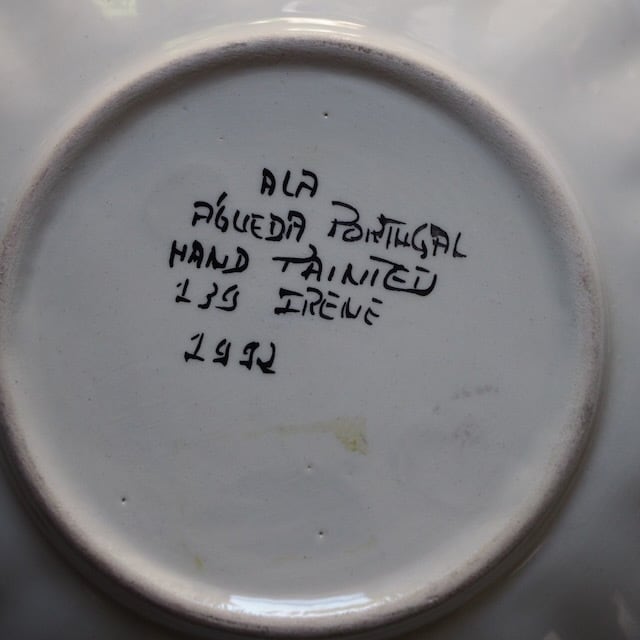 ALA
ÁGUEDA PORTUGAL
HAND PAINTED
139 IRENE
1992